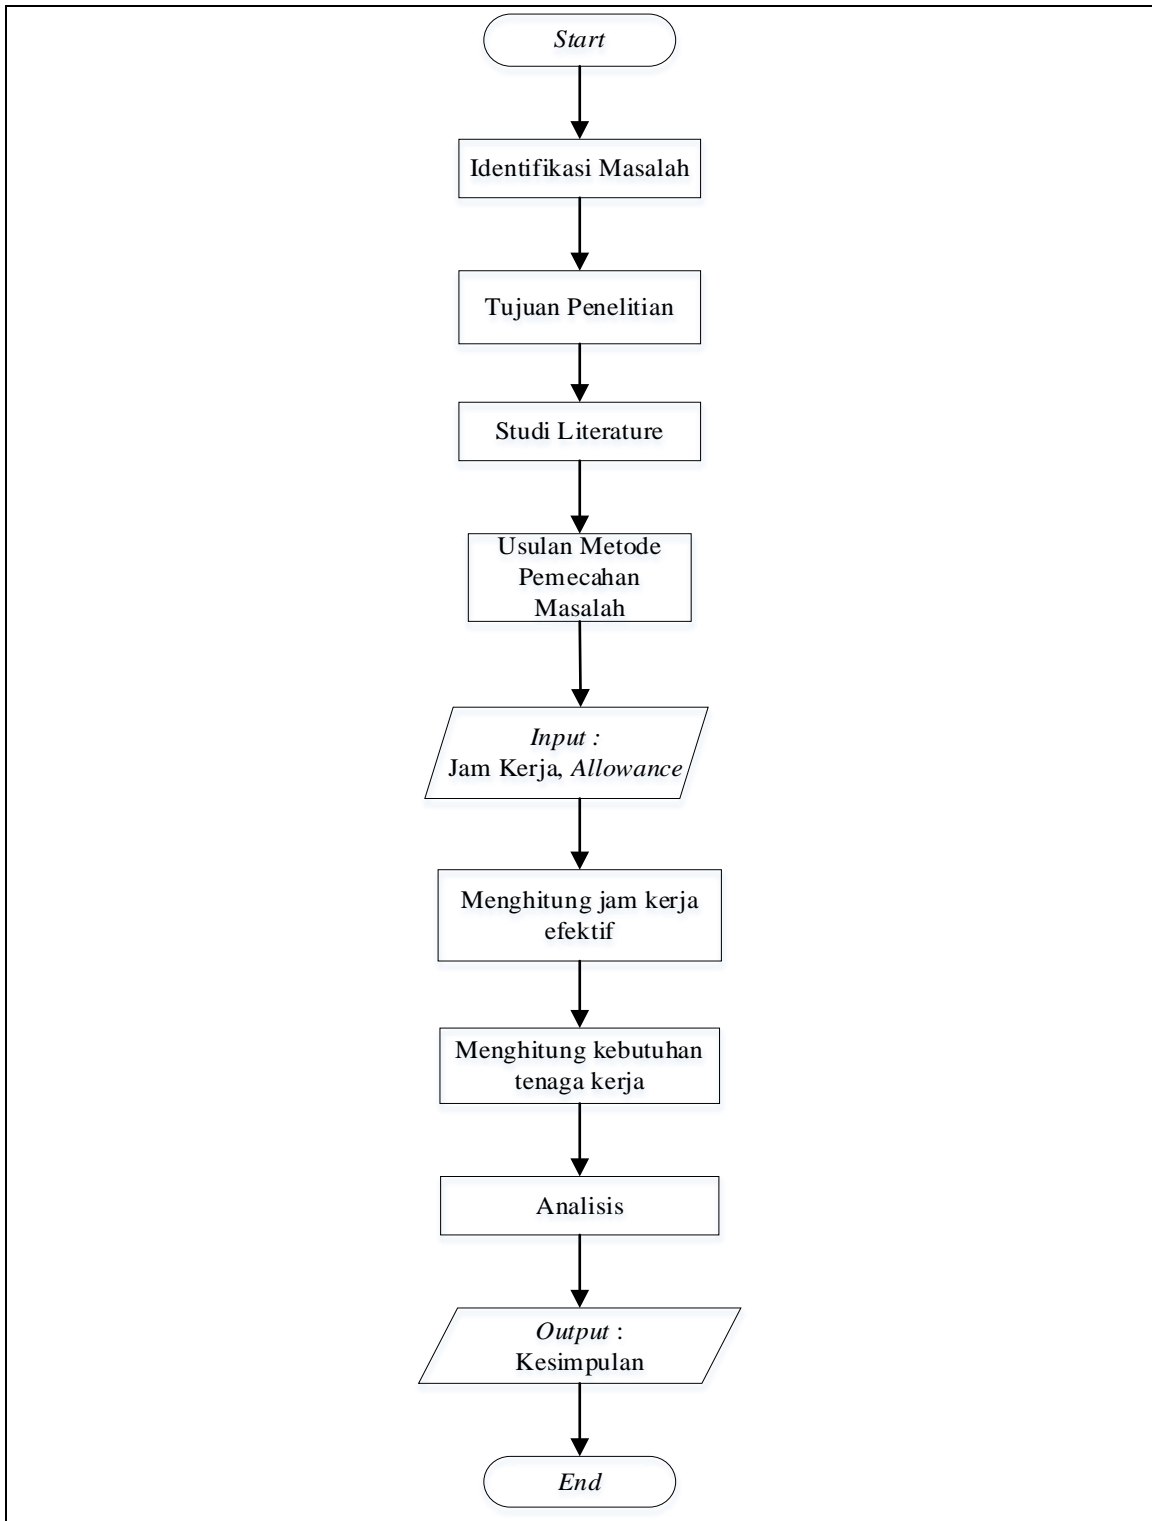 Start
Identifikasi Masalah
Tujuan Penelitian
Studi Literature
Usulan Metode
Pemecahan
Masalah
Input :
Jam Kerja, Allowance
Menghitung jam kerja
efektif
Menghitung kebutuhan
tenaga kerja
Analisis
Output :
Kesimpulan
End